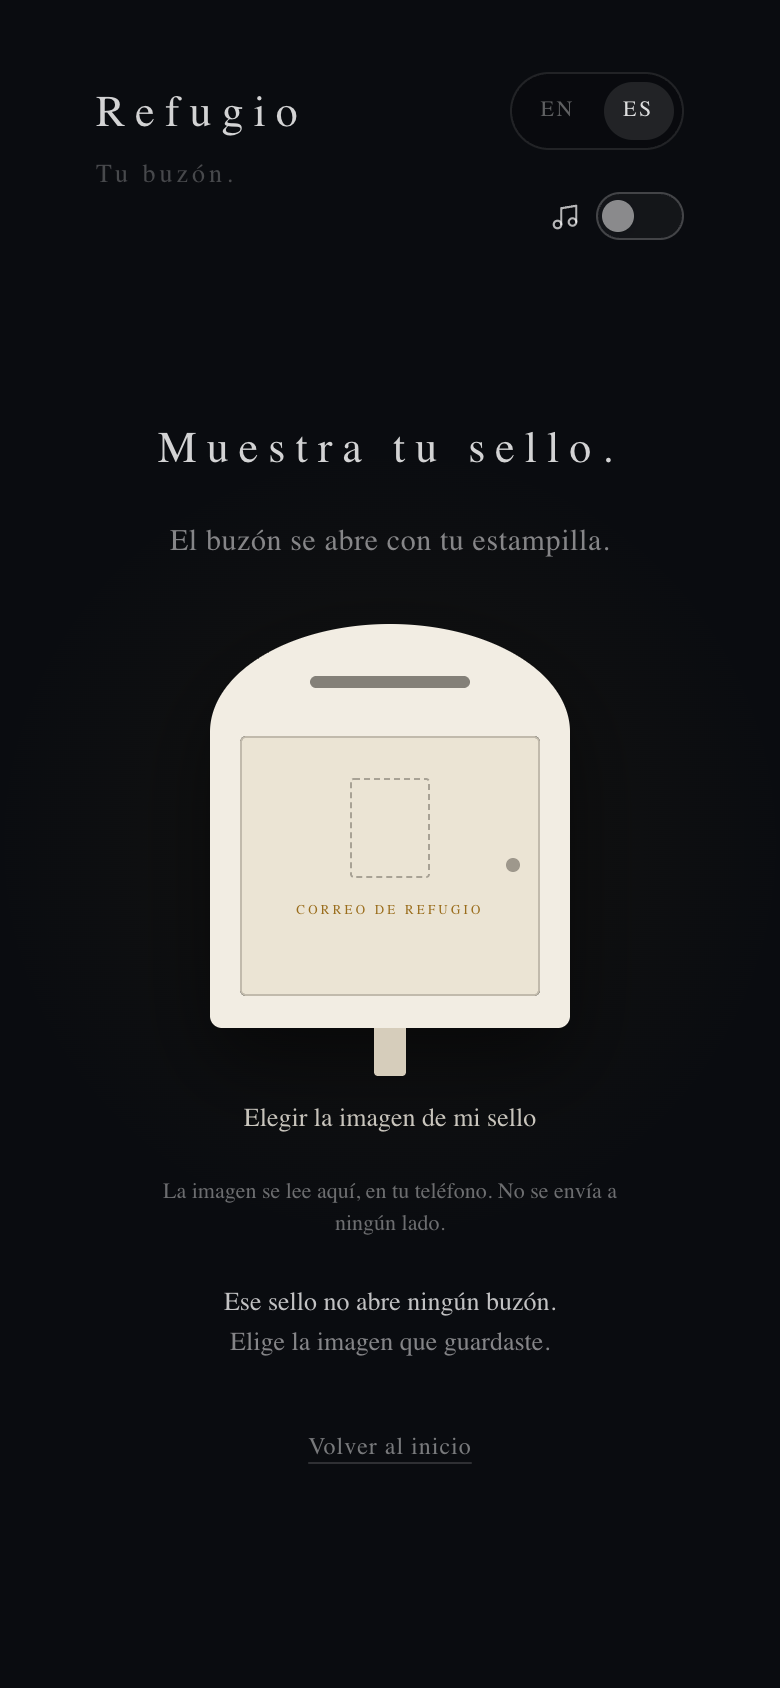 Refugio
EN ES
Tu buzón.
Muestra tu sello.
El buzón se abre con tu estampilla.
CORREO DE REFUGIO
Elegir la imagen de mi sello
La imagen se lee aquí, en tu teléfono. No se envía a
ningún lado.
Ese sello no abre ningún buzón.
Elige la imagen que guardaste.
Volver al inicio